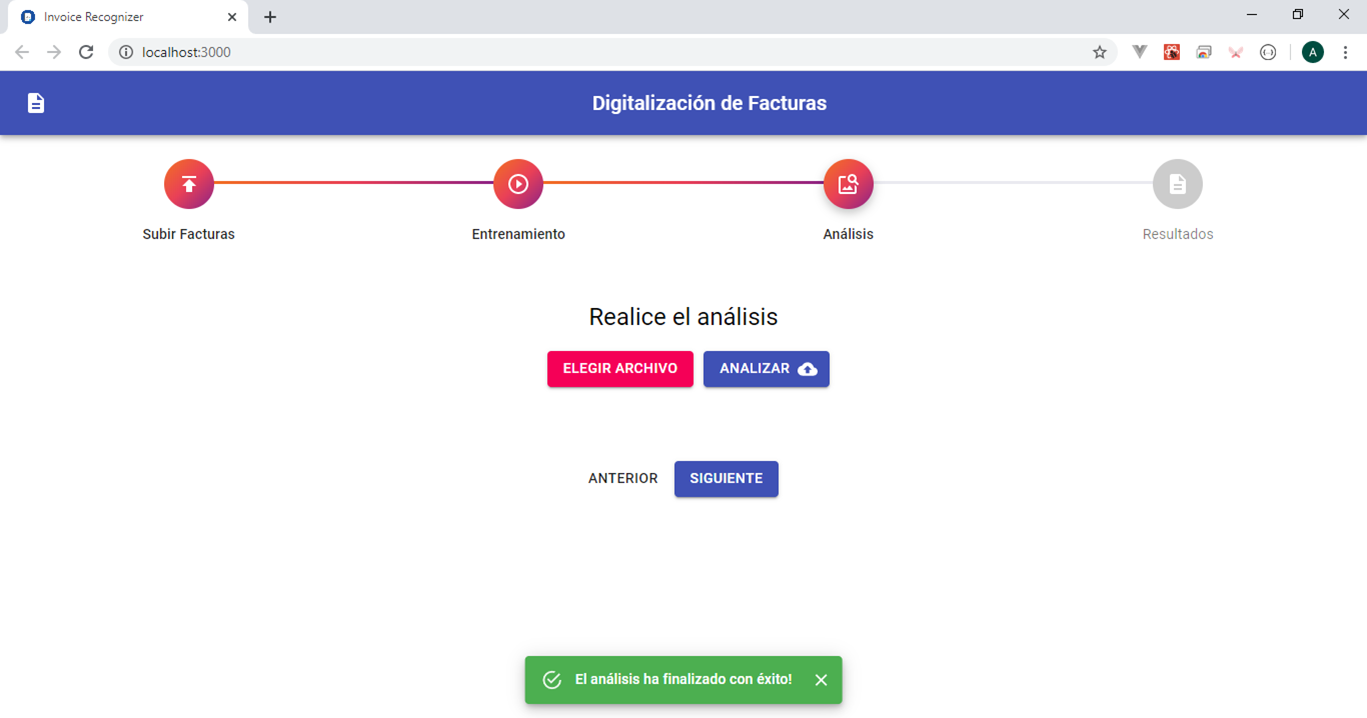 Invoice Recognizer
localhost:3000
A
Digitalización de Facturas
Subir Facturas
Entrenamiento
Análisis
Resultados
Realice el análisis
ELEGIR ARCHIVO
ANALIZAR
ANTERIOR
SIGUIENTE
El análisis ha finalizado con éxito!